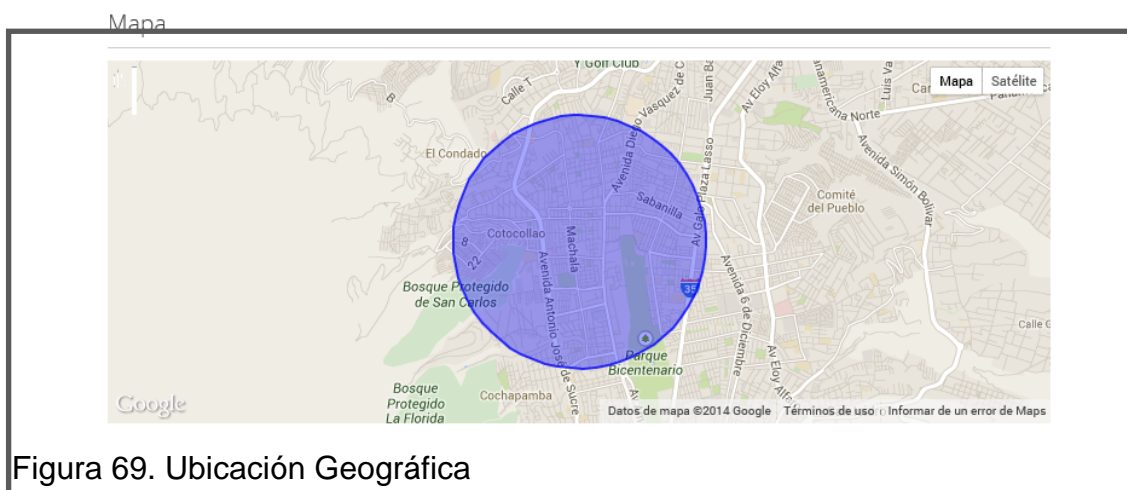 Mapa
Y Golf Club
Calle T
Avenida Diego Vasquez de C
Juan Ba
Av Eloy Alfa
anamericana Norte
Luis Va
Mapa Satélite
8
El Condado
Av Galo Plaza Lasso
Avenida Simón Bolívar
Comité
del Pueblo
Sabanilla
Cotocollao
Machala
8
22
Avenida Antonio José de Sucre
Bosque Protegido
de San Carlos
35
Avenida 6 de Diciembre
Calle G
Parque
Bicentenario
Av Eloy Alfa
Bosque
Protegido
La Florida
Cochapamba
Google
Datos de mapa ©2014 Google Términos de uso Informar de un error de Maps
Figura 69. Ubicación Geográfica